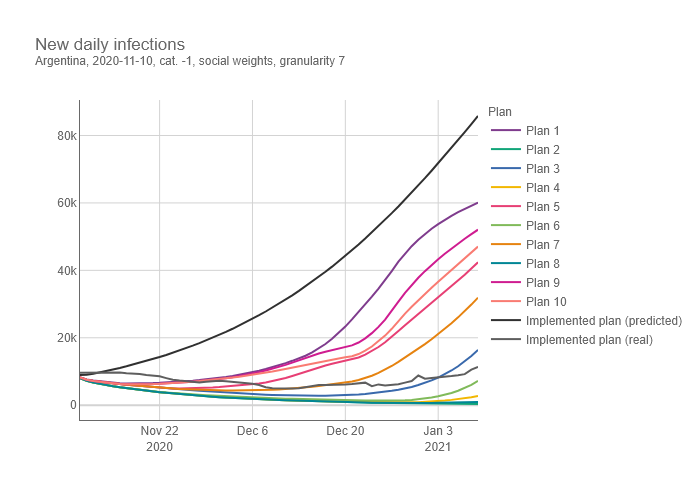 New daily infections
Argentina, 2020-11-10, cat. -1, social weights, granularity 7
80k
60k
40k
20k
0
Nov 22
2020
Dec 6
Dec 20
Jan 3
2021
Plan
Plan 1
Plan 2
Plan 3
Plan 4
Plan 5
Plan 6
Plan 7
Plan 8
Plan 9
Plan 10
Implemented plan (predicted)
Implemented plan (real)